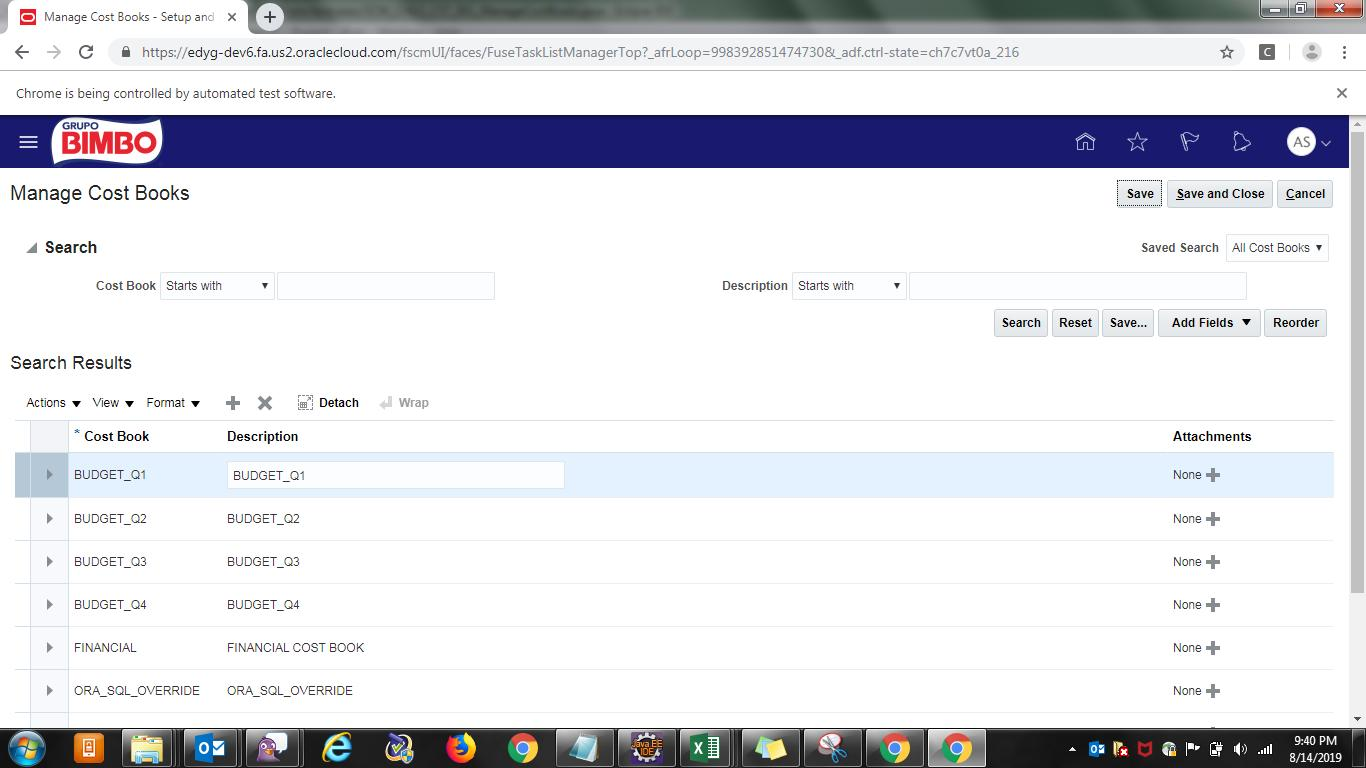 Manage Cost Books - Setup and
https://edyg-dev6.fa.us2.oraclecloud.com/fscmUI/faces/FuseTaskListManagerTop?_afrLoop=998392851474730&_adf.ctrl-state=ch7c7vt0a_216
C
Chrome is being controlled by automated test software.
GRUPO
BIMBO
AS
Manage Cost Books
Save Save and Close Cancel
Search
Saved Search All Cost Books
Cost Book Starts with Description Starts with
Search Reset Save... Add Fields Reorder
Search Results
Actions View Format Detach Wrap
* Cost Book Description Attachments
BUDGET_Q1 BUDGET_Q1 None
BUDGET_Q2 BUDGET_Q2 None
BUDGET_Q3 BUDGET_Q3 None
BUDGET_Q4 BUDGET_Q4 None
FINANCIAL FINANCIAL COST BOOK None
ORA_SQL_OVERRIDE ORA_SQL_OVERRIDE None
Java EE
IDE
9:40 PM
8/14/2019